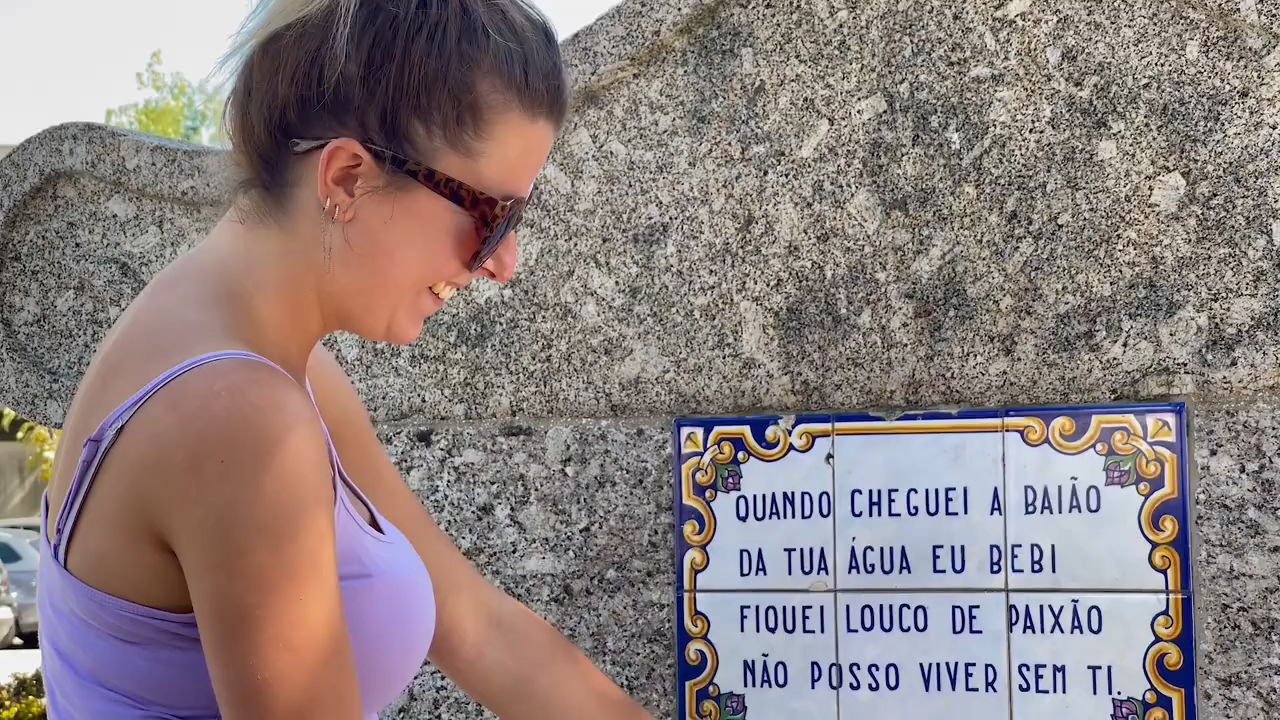 QUANDO CHEGUEI A BAIÃO
DA TUA ÁGUA EU BEBI
FIQUEI LOUCO DE PAIXÃO
NÃO POSSO VIVER SEM TI.